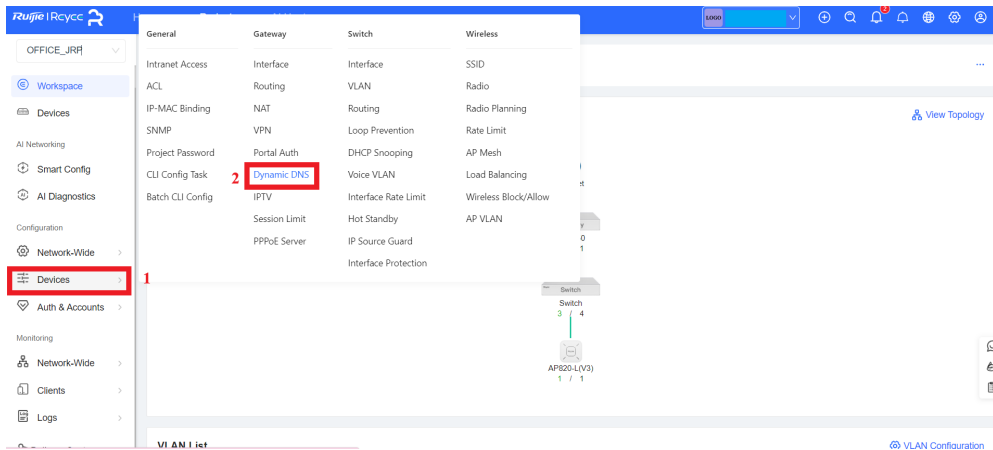 Ruijie | Rcycc
LOGO
2
OFFICE_JRP
Workspace
Devices
AI Networking
Smart Config
AI Diagnostics
Configuration
Network-Wide
Devices
1
Auth & Accounts
Monitoring
Network-Wide
Clients
Logs
General
Intranet Access
ACL
IP-MAC Binding
SNMP
Project Password
CLI Config Task
Batch CLI Config
Gateway
Interface
Routing
NAT
VPN
Portal Auth
2
Dynamic DNS
IPTV
Session Limit
PPPoE Server
Switch
Interface
VLAN
Routing
Loop Prevention
DHCP Snooping
Voice VLAN
Interface Rate Limit
Hot Standby
IP Source Guard
Interface Protection
Wireless
SSID
Radio
Radio Planning
Rate Limit
AP Mesh
Load Balancing
Wireless Block/Allow
AP VLAN
View Topology
Switch
Switch
3 / 4
AP820-L(V3)
1 / 1
VLAN List
VLAN Configuration